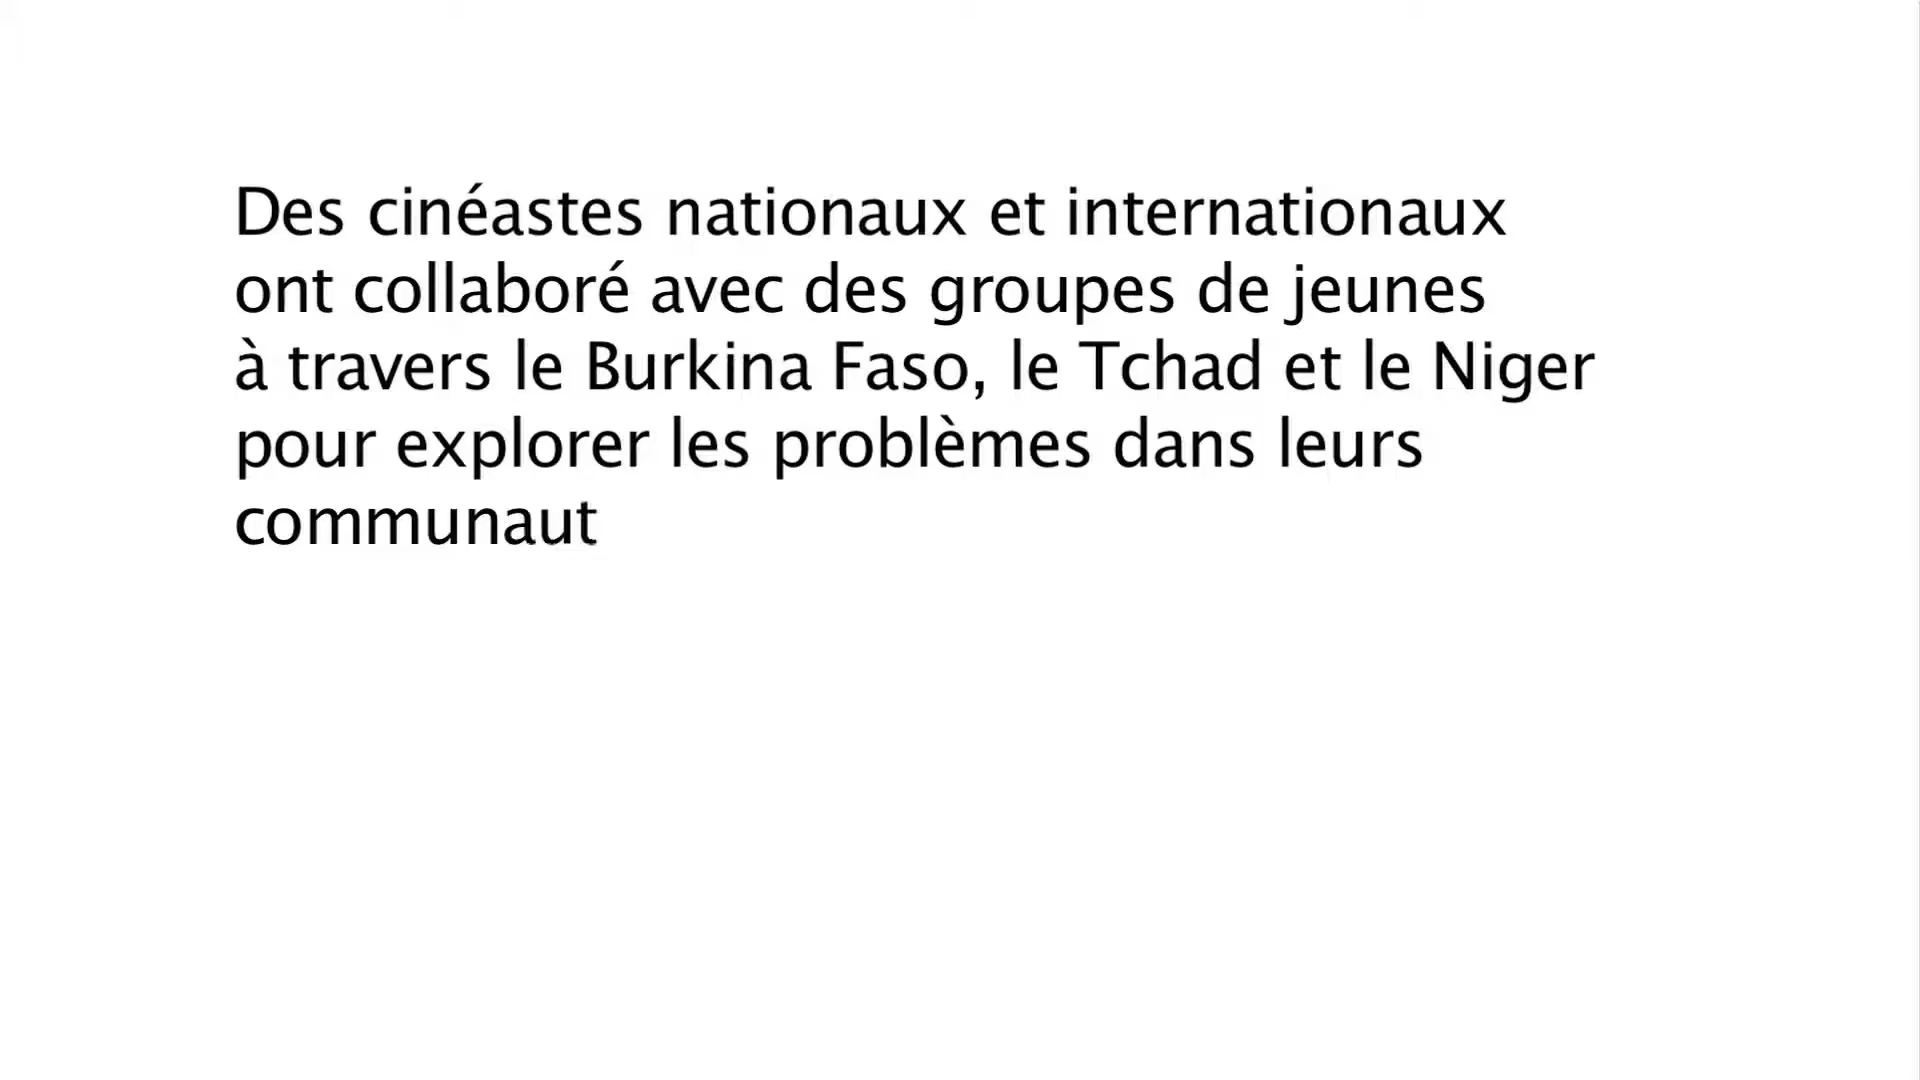 Des cinéastes nationaux et internationaux
ont collaboré avec des groupes de jeunes
à travers le Burkina Faso, le Tchad et le Niger
pour explorer les problèmes dans leurs
communaut